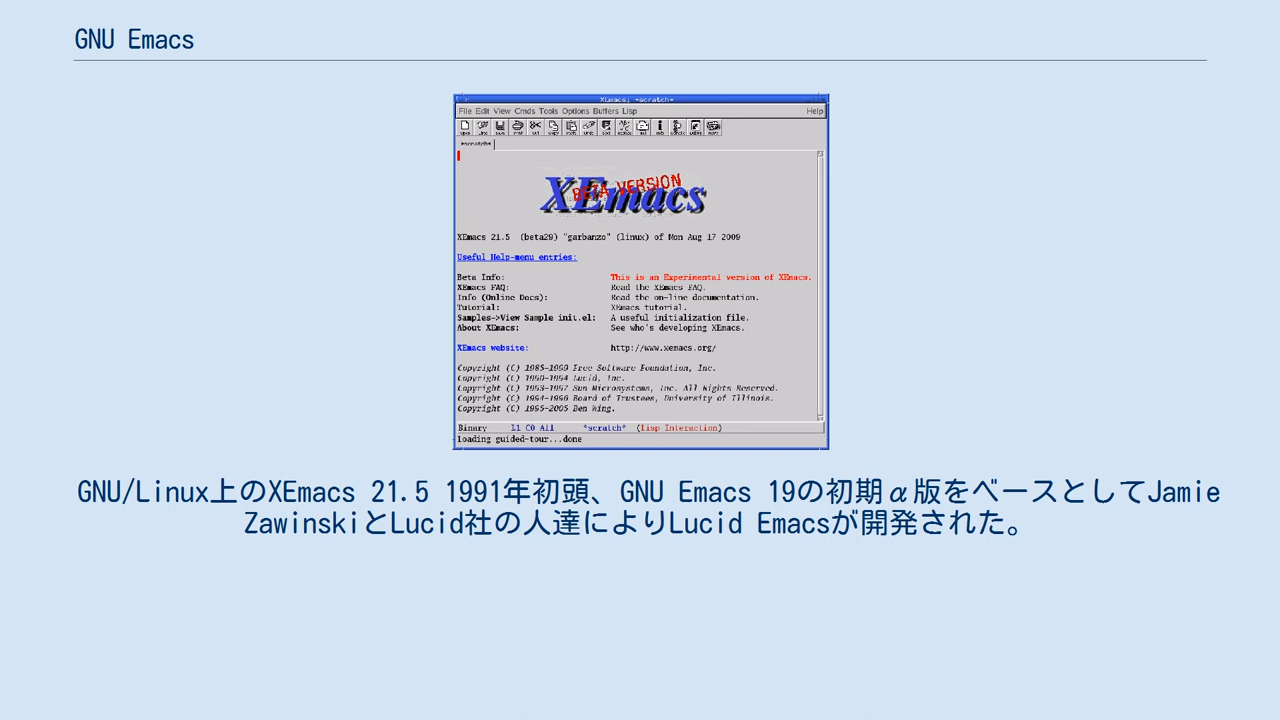 GNU Emacs
XEmacs: *scratch*
File Edit View Cmds Tools Options Buffers Lisp Help
*scratch*
XEmacs
BETA VERSION
XEmacs 21.5 (beta29) "garbanzo" (linux) of Mon Aug 17 2009
Useful Help-menu entries:
Beta Info: This is an Experimental version of XEmacs.
XEmacs FAQ: Read the XEmacs FAQ.
Info (Online Docs): Read the on-line documentation.
Tutorial: XEmacs tutorial.
Samples->View Sample init.el: A useful initialization file.
About XEmacs: See who's developing XEmacs.
XEmacs website: http://www.xemacs.org/
Copyright (C) 1985-1999 Free Software Foundation, Inc.
Copyright (C) 1990-1994 Lucid, Inc.
Copyright (C) 1993-1997 Sun Microsystems, Inc. All Rights Reserved.
Copyright (C) 1994-1996 Board of Trustees, University of Illinois.
Copyright (C) 1995-2005 Ben Wing.
Binary L1 C0 All *scratch* (Lisp Interaction)
loading guided-tour...done
GNU/Linux上のXEmacs 21.5 1991年初頭、GNU Emacs 19の初期α版をベースとしてJamie
ZawinskiとLucid社の人達によりLucid Emacsが開発された。